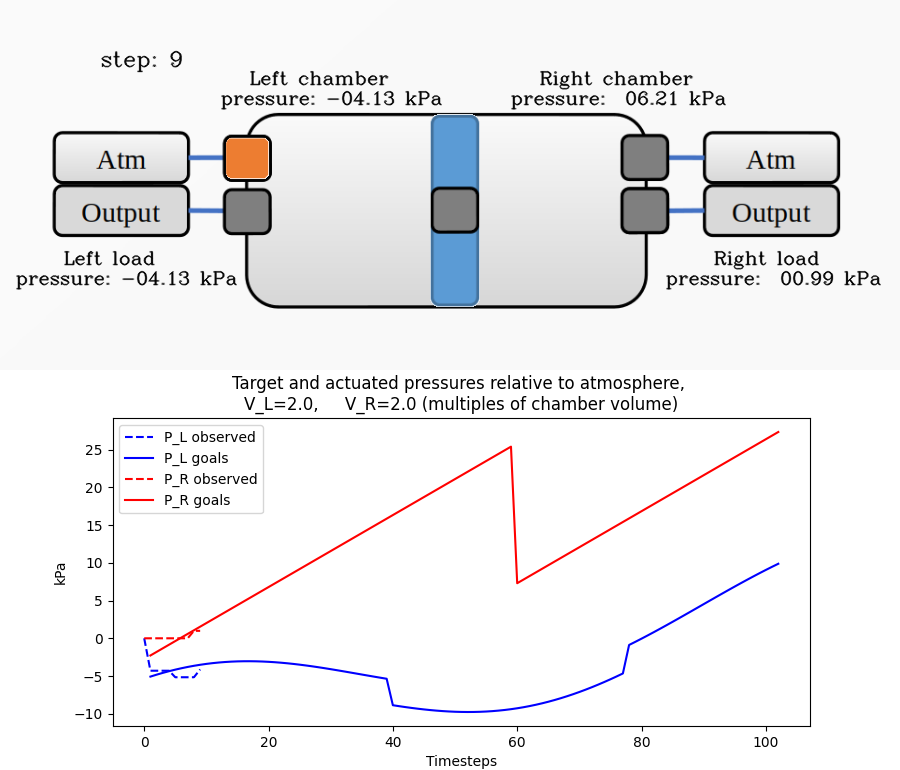 step: 9
Left chamber
pressure: −04.13 kPa
Right chamber
pressure:  06.21 kPa
Atm
Atm
Output
Output
Left load
pressure: −04.13 kPa
Right load
pressure:  00.99 kPa
Target and actuated pressures relative to atmosphere,
V_L=2.0,     V_R=2.0 (multiples of chamber volume)
P_L observed
P_L goals
P_R observed
P_R goals
25
20
15
10
5
0
−5
−10
kPa
0 20 40 60 80 100
Timesteps